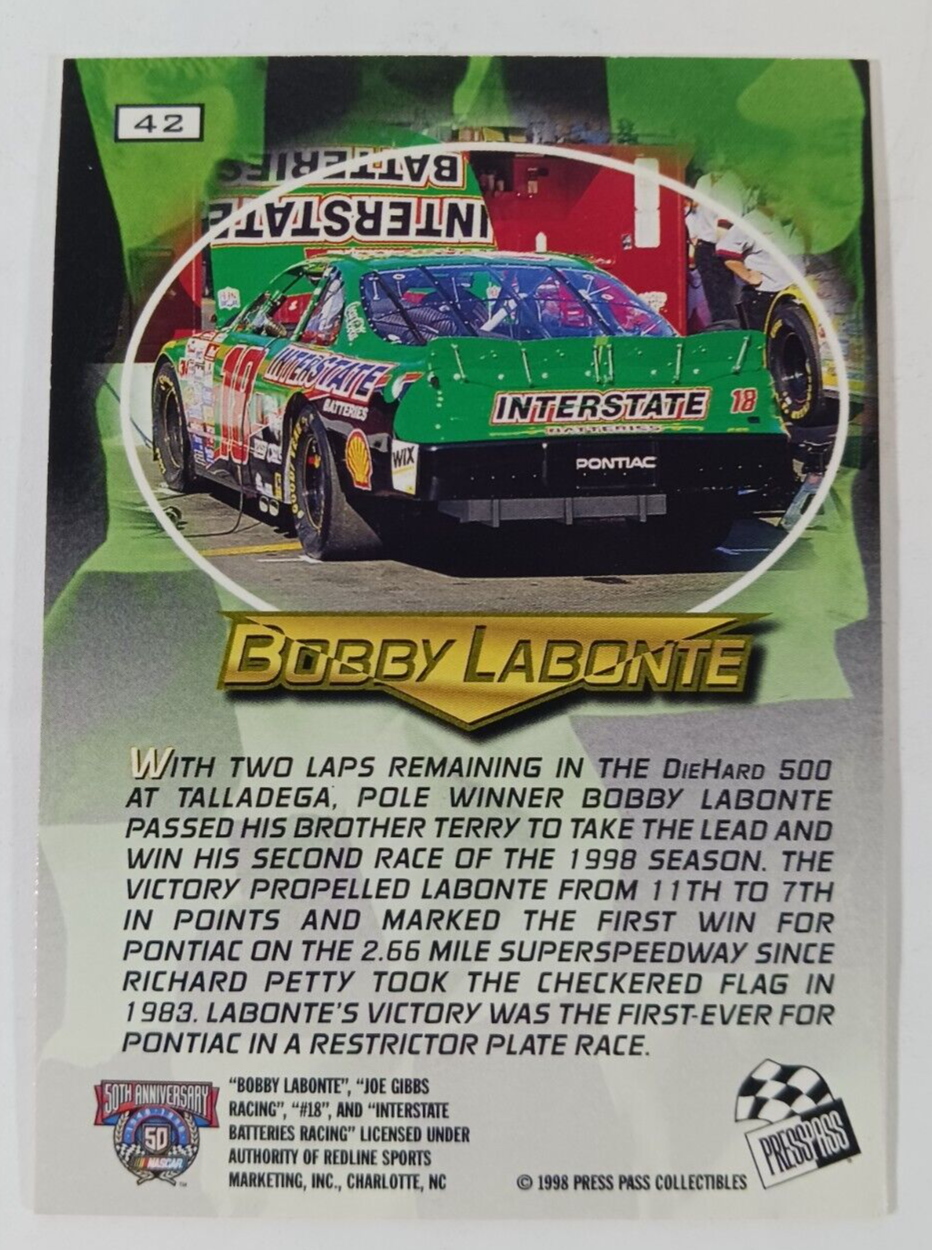 42
BATTERIES
INTERSTATE
18
INTERSTATE
BATTERIES
INTERSTATE 18
BATTERIES
WIX
PONTIAC
BOBBY LABONTE
WITH TWO LAPS REMAINING IN THE DIEHARD 500
AT TALLADEGA, POLE WINNER BOBBY LABONTE
PASSED HIS BROTHER TERRY TO TAKE THE LEAD AND
WIN HIS SECOND RACE OF THE 1998 SEASON. THE
VICTORY PROPELLED LABONTE FROM 11TH TO 7TH
IN POINTS AND MARKED THE FIRST WIN FOR
PONTIAC ON THE 2.66 MILE SUPERSPEEDWAY SINCE
RICHARD PETTY TOOK THE CHECKERED FLAG IN
1983. LABONTE'S VICTORY WAS THE FIRST-EVER FOR
PONTIAC IN A RESTRICTOR PLATE RACE.
50TH ANNIVERSARY
50
NASCAR
"BOBBY LABONTE", "JOE GIBBS
RACING", "#18", AND "INTERSTATE
BATTERIES RACING" LICENSED UNDER
AUTHORITY OF REDLINE SPORTS
MARKETING, INC., CHARLOTTE, NC
© 1998 PRESS PASS COLLECTIBLES
PRESS PASS